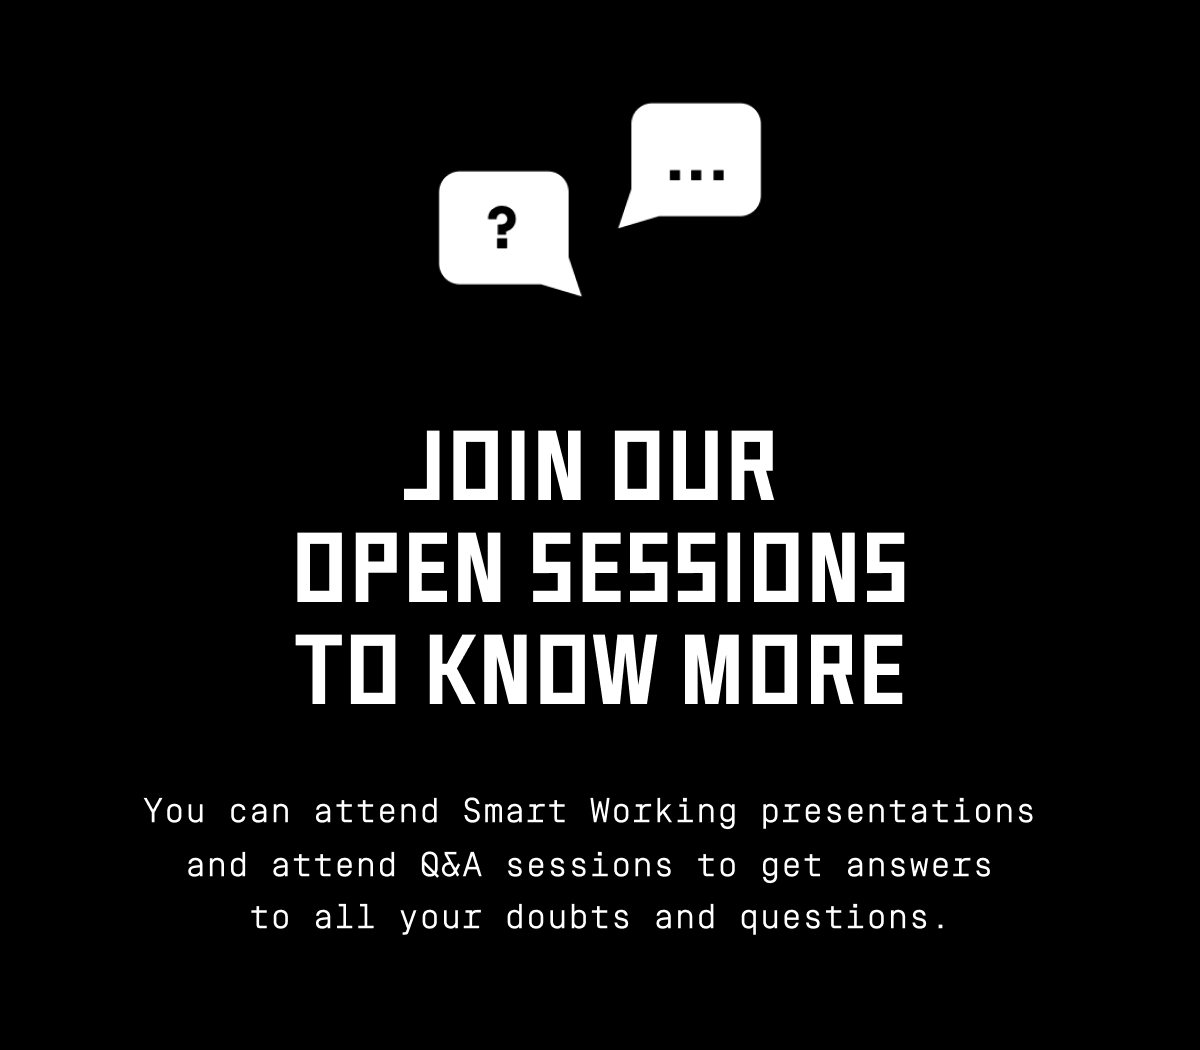 ...
?
JOIN OUR
OPEN SESSIONS
TO KNOW MORE
You can attend Smart Working presentations
and attend Q&A sessions to get answers
to all your doubts and questions.